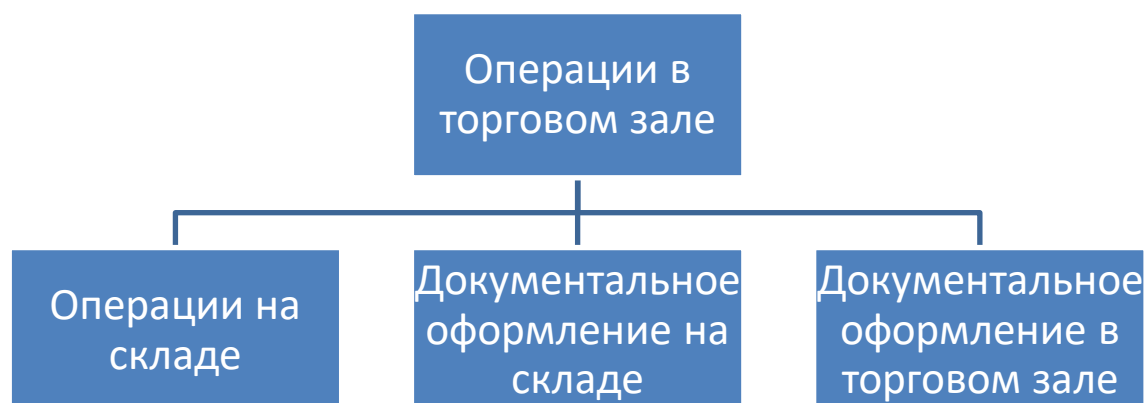 Операции в
торговом зале
Операции на
складе
Документальное
оформление на
складе
Документальное
оформление в
торговом зале